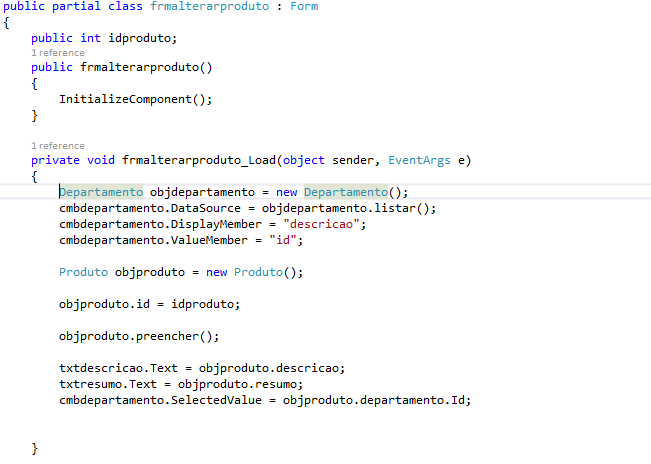 public partial class frmalterarproduto : Form
{
public int idproduto;
1 reference
public frmalterarproduto()
{
InitializeComponent();
}
1 reference
private void frmalterarproduto_Load(object sender, EventArgs e)
{
Departamento objdepartamento = new Departamento();
cmbdepartamento.DataSource = objdepartamento.listar();
cmbdepartamento.DisplayMember = "descricao";
cmbdepartamento.ValueMember = "id";
Produto objproduto = new Produto();
objproduto.id = idproduto;
objproduto.preencher();
txtdescricao.Text = objproduto.descricao;
txtresumo.Text = objproduto.resumo;
cmbdepartamento.SelectedValue = objproduto.departamento.Id;
}